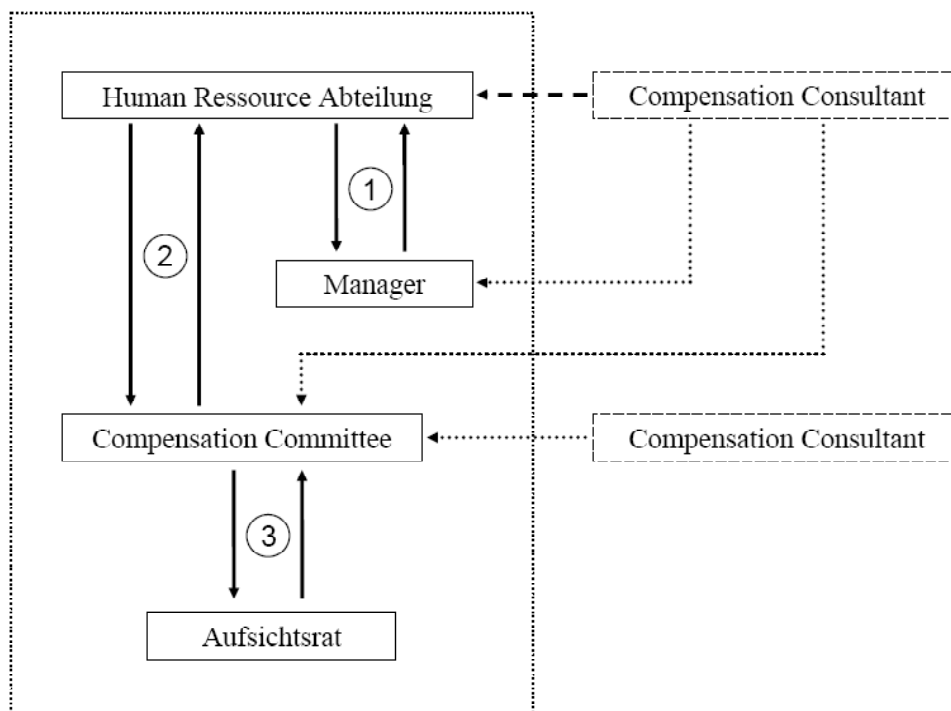 Human Ressource Abteilung
Compensation Consultant
1
2
Manager
Compensation Committee
Compensation Consultant
3
Aufsichtsrat